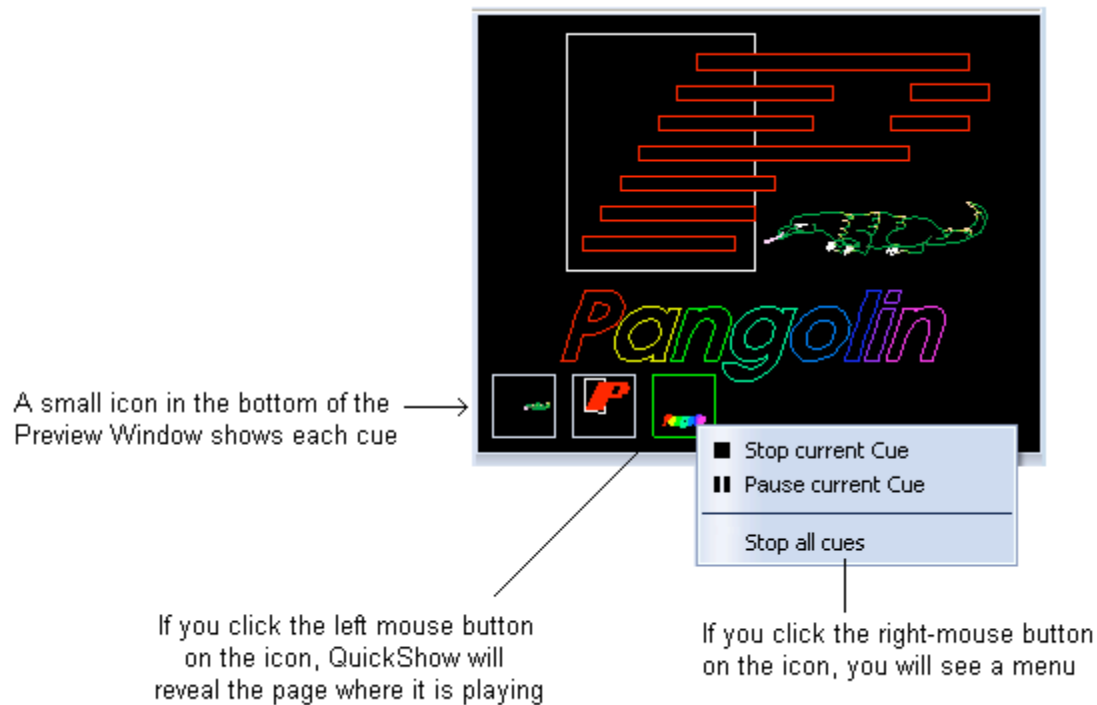 Pangolin
P
A small icon in the bottom of the
Preview Window shows each cue
Stop current Cue
Pause current Cue
Stop all cues
If you click the left mouse button
on the icon, QuickShow will
reveal the page where it is playing
If you click the right-mouse button
on the icon, you will see a menu